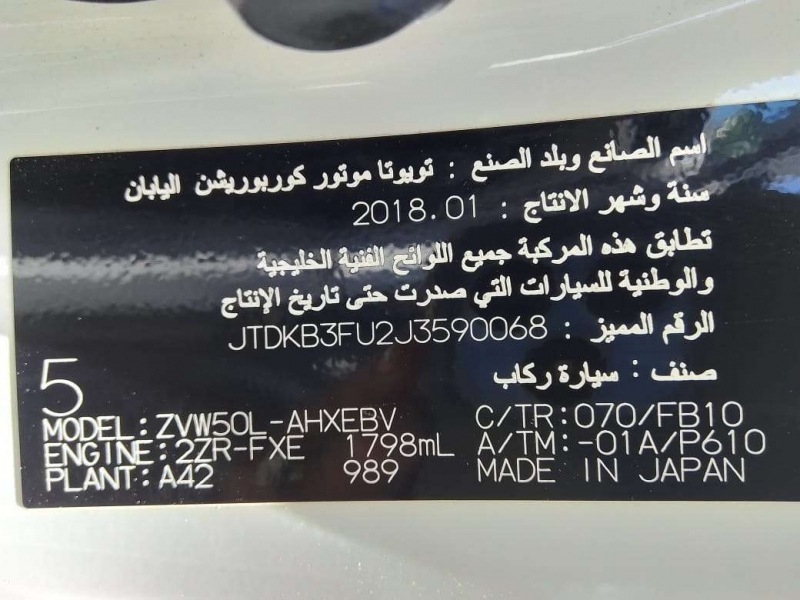 اسم الصانع وبلد الصنع : تويوتا موتور كوربوريشن اليابان
سنة وشهر الانتاج : 2018.01
تطابق هذه المركبة جميع اللوائح الفنية الخليجية
والوطنية للسيارات التي صدرت حتى تاريخ الإنتاج
الرقم المميز : JTDKB3FU2J3590068
صنف : سيارة ركاب
5
MODEL:ZVW50L-AHXEBV C/TR:070/FB10
ENGINE:2ZR-FXE 1798mL A/TM:-01A/P610
PLANT:A42 989 MADE IN JAPAN